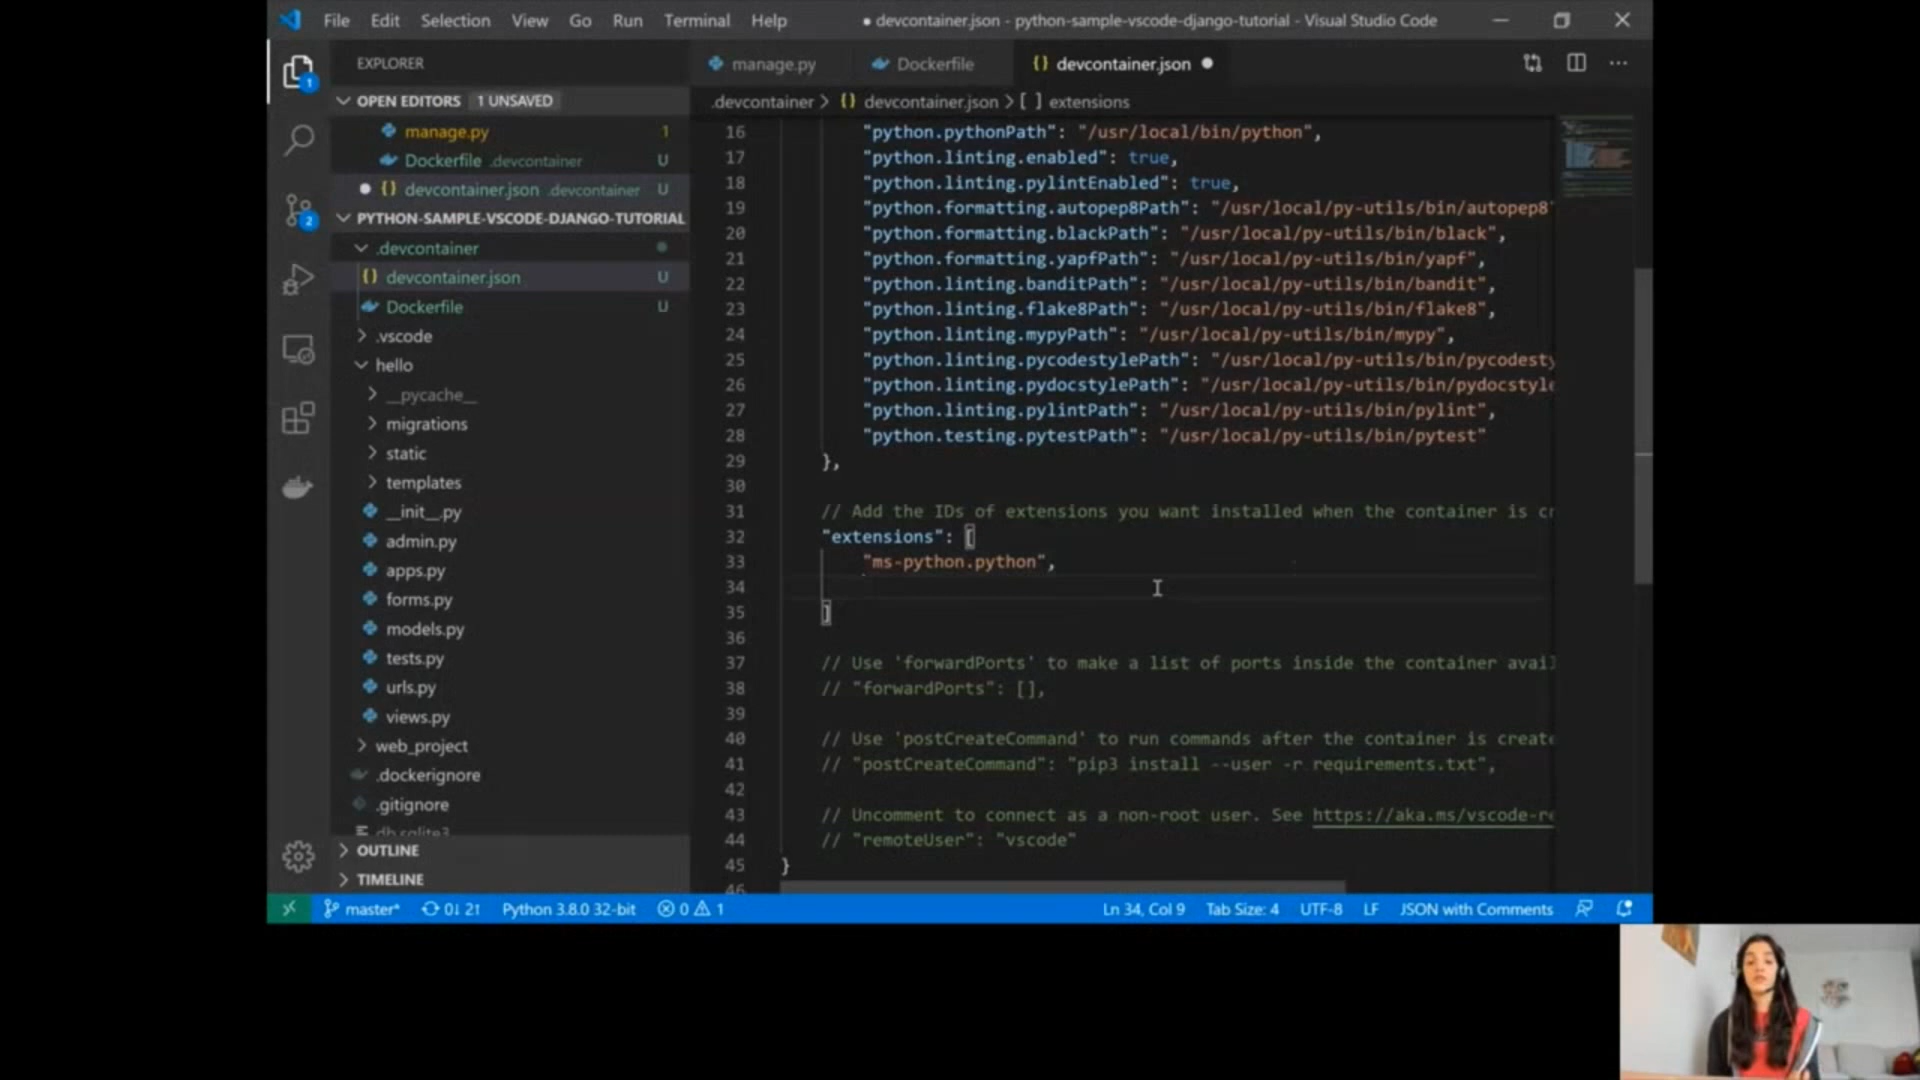 File Edit Selection View Go Run Terminal Help
● devcontainer.json - python-sample-vscode-django-tutorial - Visual Studio Code
EXPLORER
OPEN EDITORS 1 UNSAVED
manage.py 1
Dockerfile .devcontainer U
devcontainer.json .devcontainer U
PYTHON-SAMPLE-VSCODE-DJANGO-TUTORIAL
.devcontainer
devcontainer.json U
Dockerfile U
.vscode
hello
__pycache__
migrations
static
templates
__init__.py
admin.py
apps.py
forms.py
models.py
tests.py
urls.py
views.py
web_project
.dockerignore
.gitignore
db.sqlite3
OUTLINE
TIMELINE
1
2
manage.py
Dockerfile
{} devcontainer.json
.devcontainer > {} devcontainer.json > [ ] extensions
16 "python.pythonPath": "/usr/local/bin/python",
17 "python.linting.enabled": true,
18 "python.linting.pylintEnabled": true,
19 "python.formatting.autopep8Path": "/usr/local/py-utils/bin/autopep8"
20 "python.formatting.blackPath": "/usr/local/py-utils/bin/black",
21 "python.formatting.yapfPath": "/usr/local/py-utils/bin/yapf",
22 "python.linting.banditPath": "/usr/local/py-utils/bin/bandit",
23 "python.linting.flake8Path": "/usr/local/py-utils/bin/flake8",
24 "python.linting.mypyPath": "/usr/local/py-utils/bin/mypy",
25 "python.linting.pycodestylePath": "/usr/local/py-utils/bin/pycodesty
26 "python.linting.pydocstylePath": "/usr/local/py-utils/bin/pydocstyle
27 "python.linting.pylintPath": "/usr/local/py-utils/bin/pylint",
28 "python.testing.pytestPath": "/usr/local/py-utils/bin/pytest"
29 },
30
31 // Add the IDs of extensions you want installed when the container is cr
32 "extensions": [
33 "ms-python.python",
34
35 ]
36
37 // Use 'forwardPorts' to make a list of ports inside the container avail
38 // "forwardPorts": [],
39
40 // Use 'postCreateCommand' to run commands after the container is create
41 // "postCreateCommand": "pip3 install --user -r requirements.txt",
42
43 // Uncomment to connect as a non-root user. See https://aka.ms/vscode-re
44 // "remoteUser": "vscode"
45 }
46
master* 0↓ 2↑ Python 3.8.0 32-bit 0 1 Ln 34, Col 9 Tab Size: 4 UTF-8 LF JSON with Comments